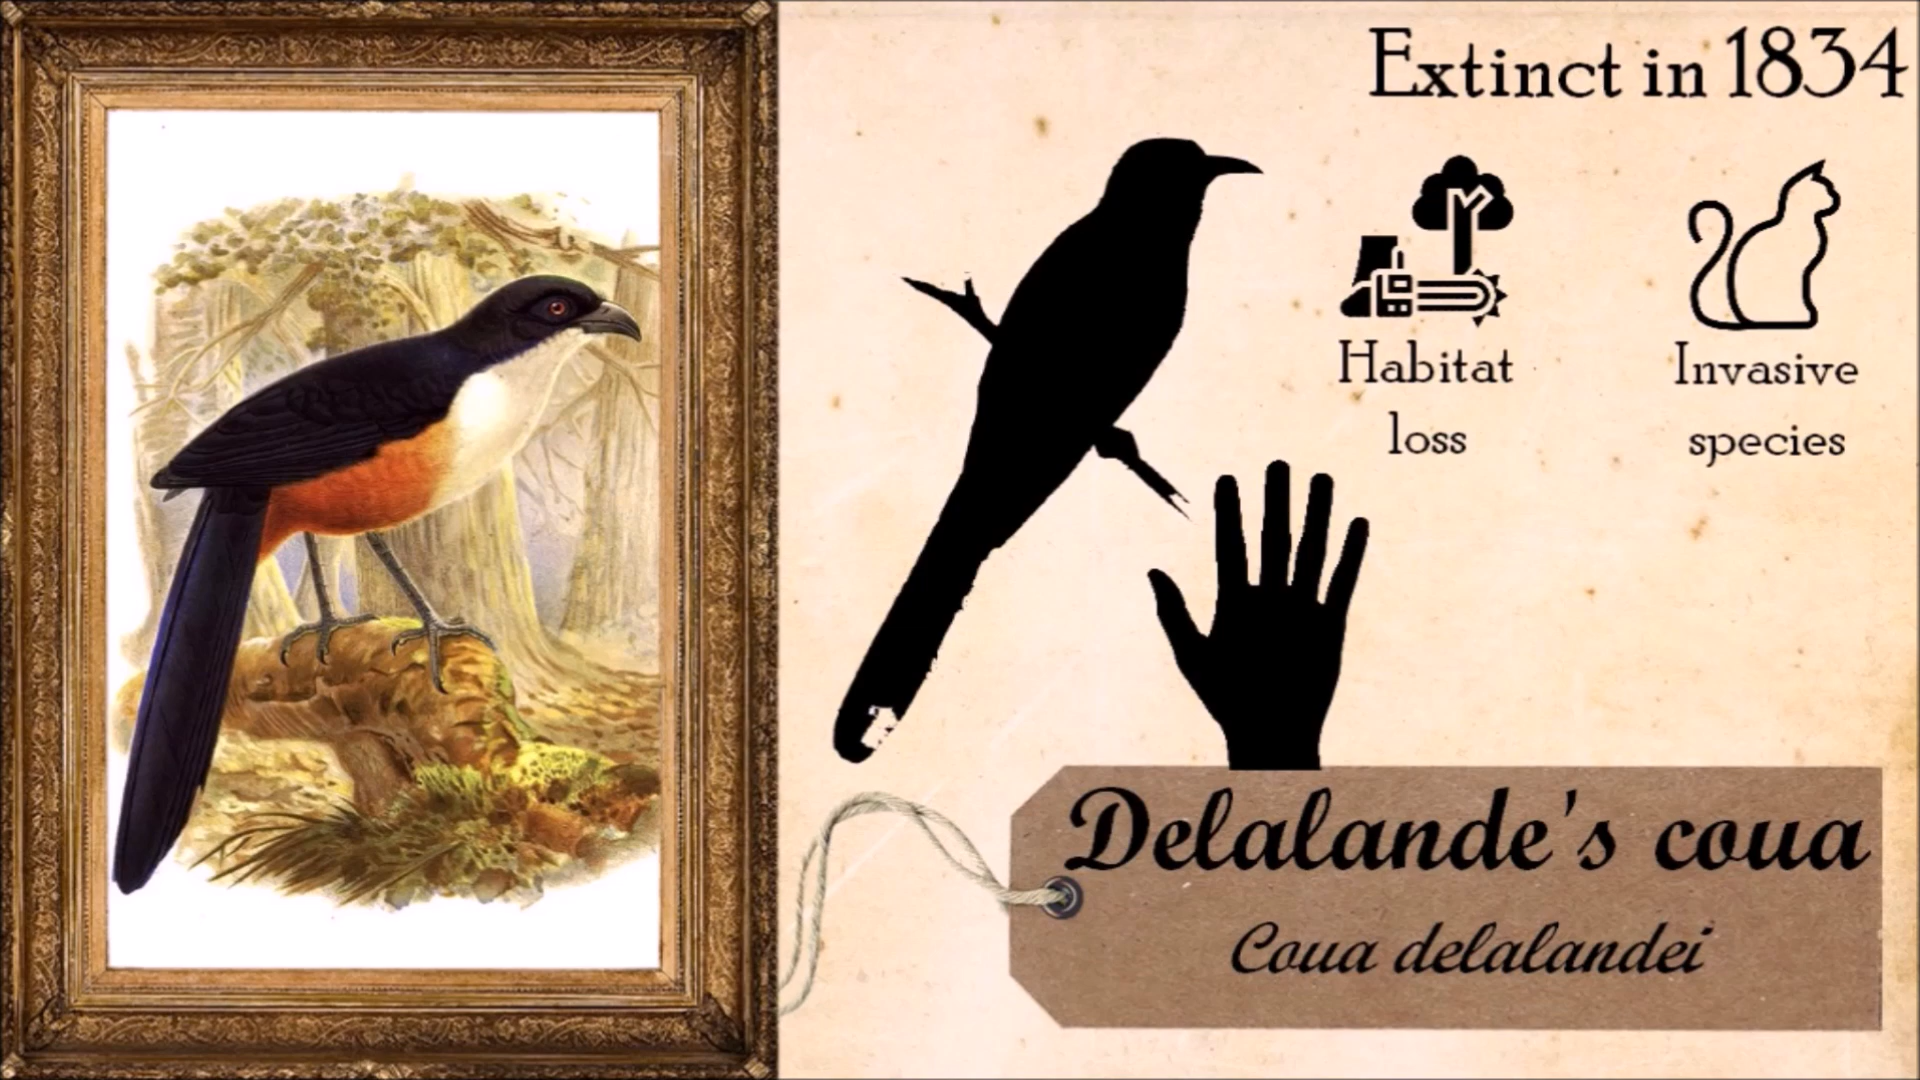 Extinct in 1834
Habitat
loss
Invasive
species
Delalande's coua
Coua delalandei